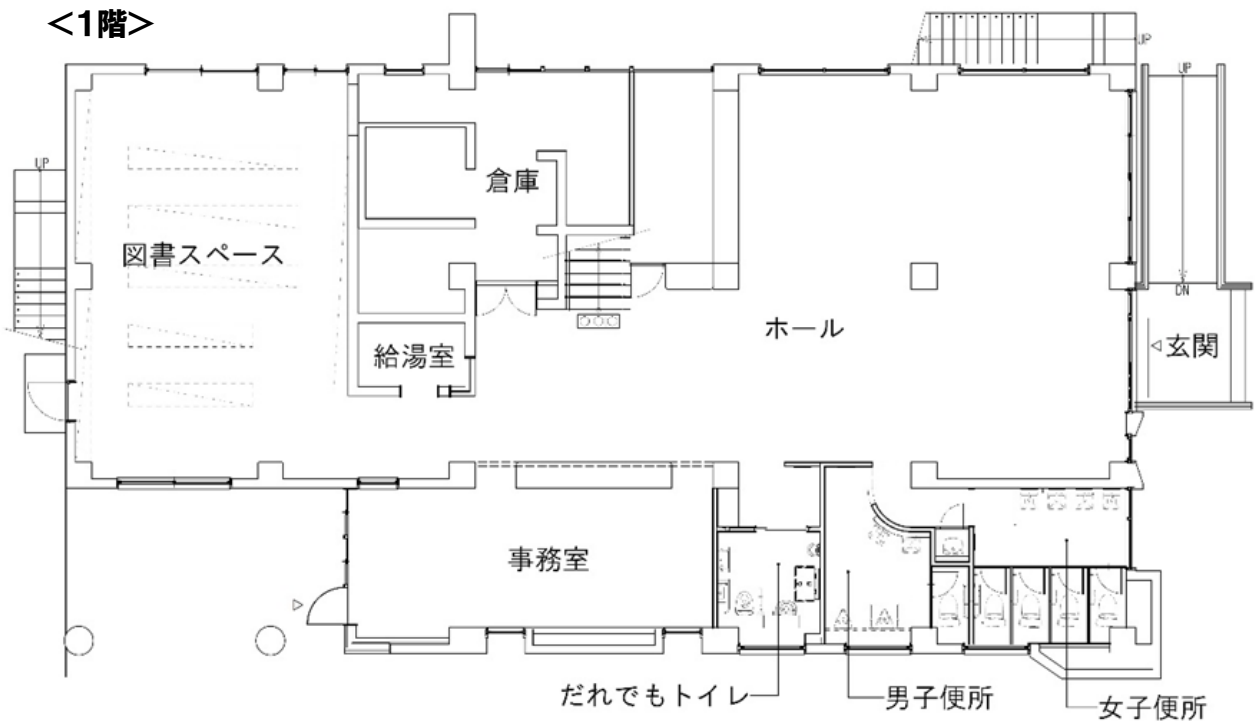 <1階>
UP
UP
UP
倉庫
図書スペース
DN
ホール
玄関
給湯室
事務室
だれでもトイレ
男子便所
女子便所